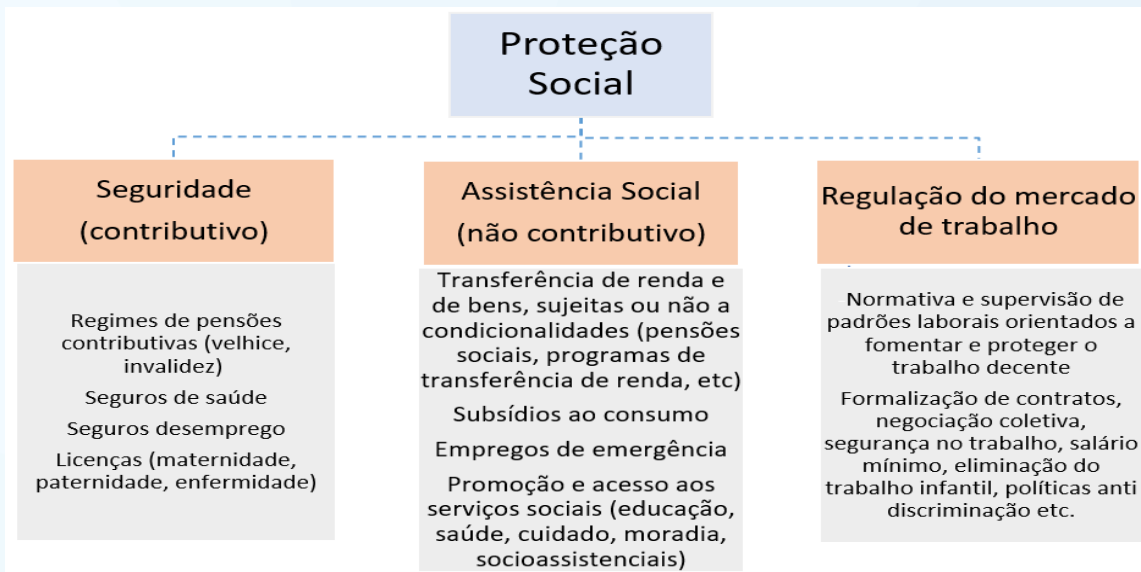 Proteção
Social
Seguridade
(contributivo)
Regimes de pensões
contributivas (velhice,
invalidez)
Seguros de saúde
Seguros desemprego
Licenças (maternidade,
paternidade, enfermidade)
Assistência Social
(não contributivo)
Transferência de renda e
de bens, sujeitas ou não a
condicionalidades (pensões
sociais, programas de
transferência de renda, etc)
Subsídios ao consumo
Empregos de emergência
Promoção e acesso aos
serviços sociais (educação,
saúde, cuidado, moradia,
socioassistenciais)
Regulação do mercado
de trabalho
Normativa e supervisão de
padrões laborais orientados a
fomentar e proteger o
trabalho decente
Formalização de contratos,
negociação coletiva,
segurança no trabalho, salário
mínimo, eliminação do
trabalho infantil, políticas anti
discriminação etc.